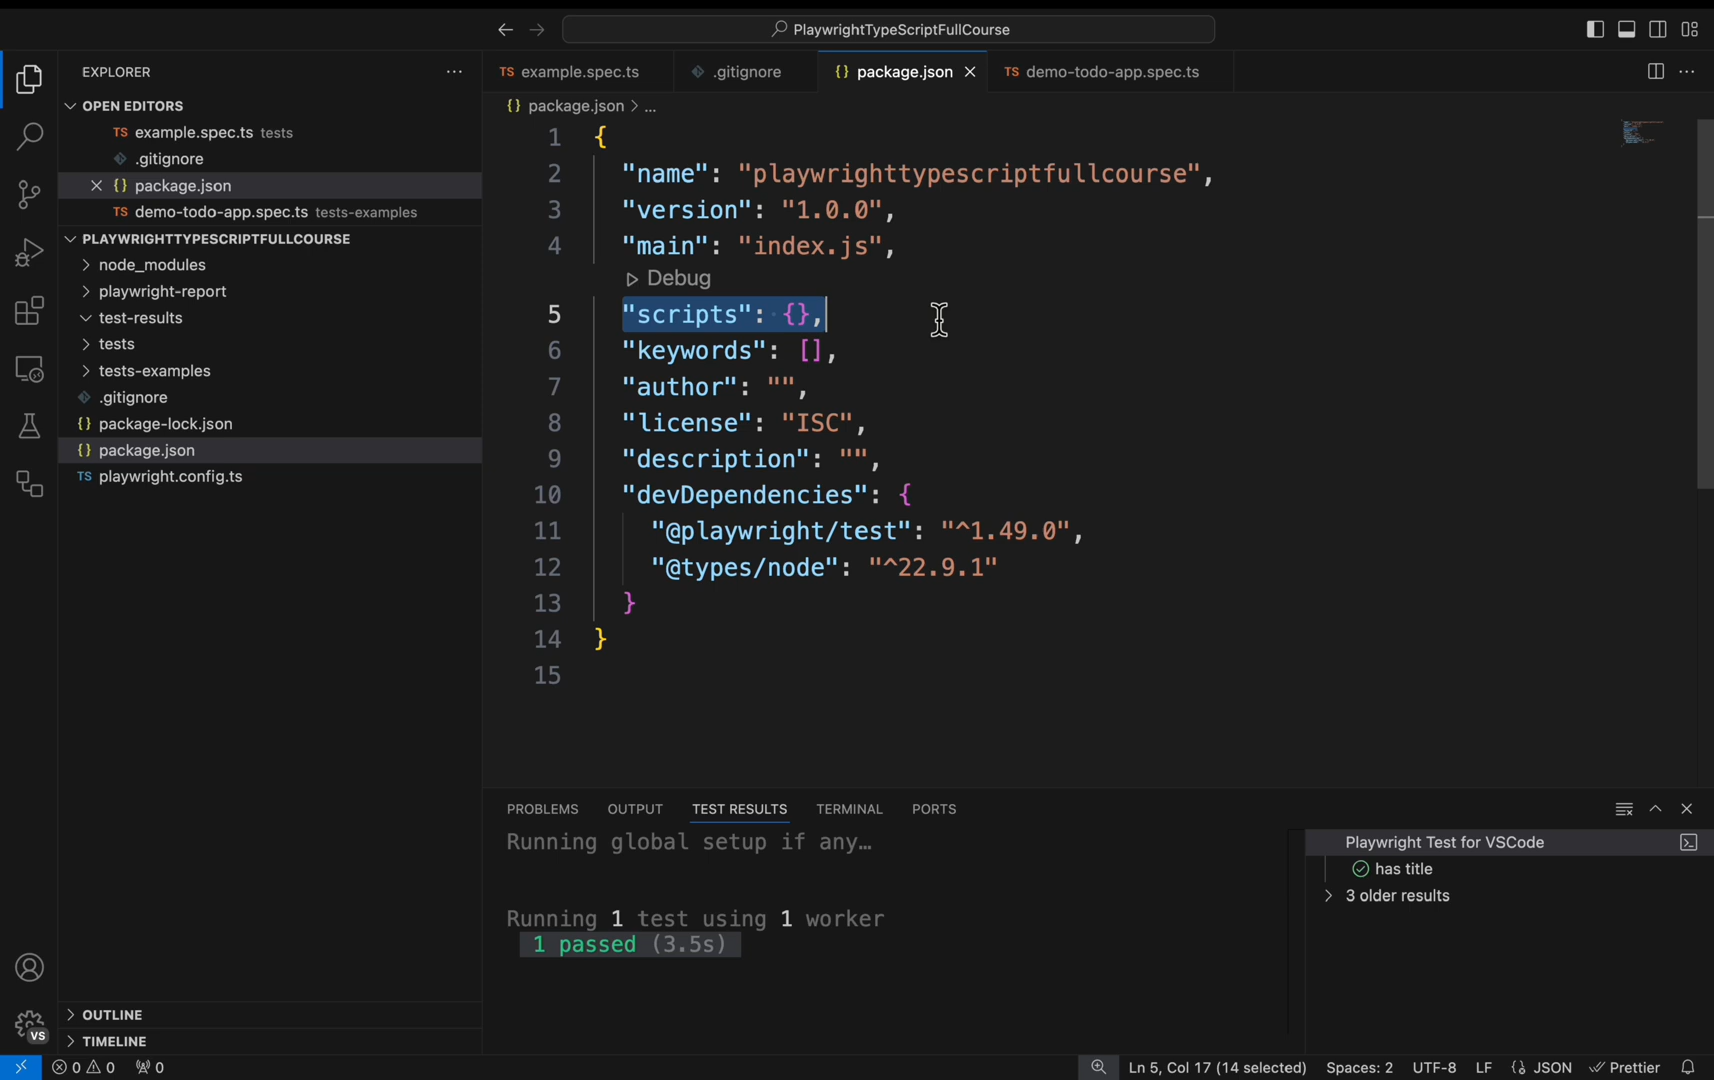 PlaywrightTypeScriptFullCourse
EXPLORER
OPEN EDITORS
TS example.spec.ts tests
.gitignore
{} package.json
TS demo-todo-app.spec.ts tests-examples
PLAYWRIGHTTYPESCRIPTFULLCOURSE
node_modules
playwright-report
test-results
tests
tests-examples
.gitignore
{} package-lock.json
{} package.json
TS playwright.config.ts
OUTLINE
TIMELINE
TS example.spec.ts .gitignore {} package.json TS demo-todo-app.spec.ts
{} package.json > ...
1 {
2 "name": "playwrighttypescriptfullcourse",
3 "version": "1.0.0",
4 "main": "index.js",
Debug
5 "scripts": {},
6 "keywords": [],
7 "author": "",
8 "license": "ISC",
9 "description": "",
10 "devDependencies": {
11 "@playwright/test": "^1.49.0",
12 "@types/node": "^22.9.1"
13 }
14 }
15
PROBLEMS OUTPUT TEST RESULTS TERMINAL PORTS
Running global setup if any…
Running 1 test using 1 worker
1 passed (3.5s)
Playwright Test for VSCode
has title
3 older results
VS
0 0 0 Ln 5, Col 17 (14 selected) Spaces: 2 UTF-8 LF {} JSON Prettier